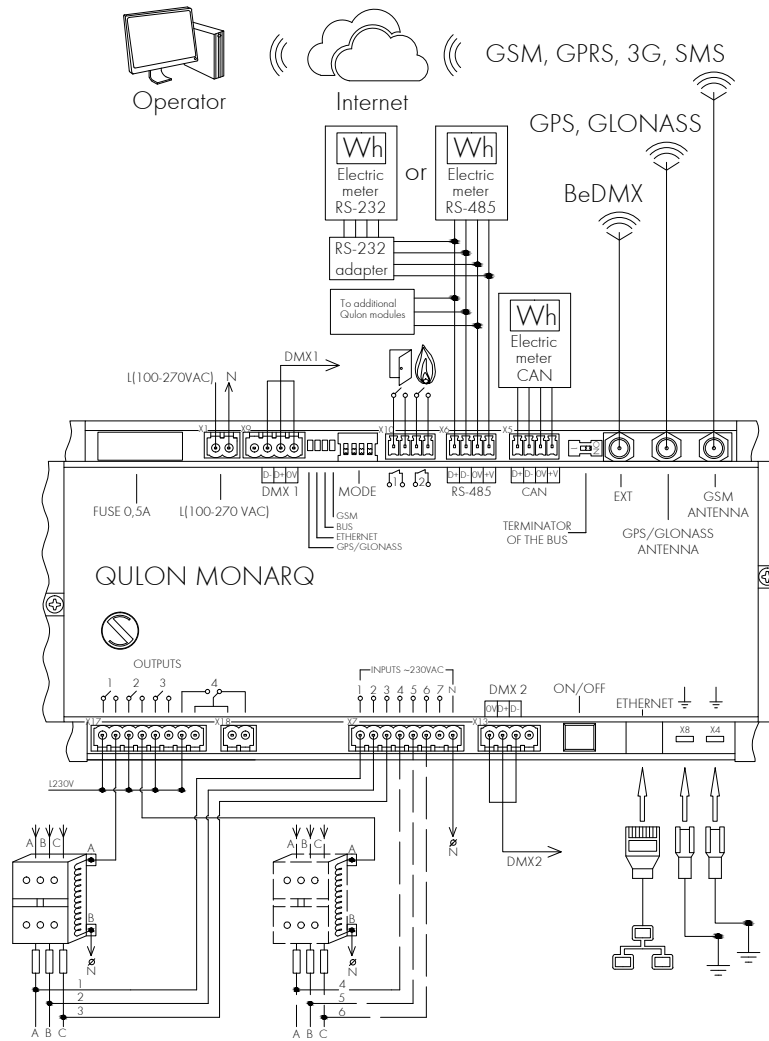 GSM, GPRS, 3G, SMS
Operator
Internet
GPS, GLONASS
Wh
Electric
meter
RS-232
or
Wh
Electric
meter
RS-485
BeDMX
RS-232
adapter
To additional
Qulon modules
Wh
Electric
meter
CAN
DMX1
L(100-270VAC)
N
X1
X9
X10
X6
X5
ON
D- D+ 0V
DMX 1
MODE
1
2
D+ D- 0V +V
RS-485
D+ D- 0V +V
CAN
FUSE 0,5A
L(100-270 VAC)
GSM
BUS
ETHERNET
GPS/GLONASS
TERMINATOR
OF THE BUS
EXT
GPS/GLONASS
ANTENNA
GSM
ANTENNA
QULON MONARQ
OUTPUTS
1 2 3 4
INPUTS ~230VAC
1 2 3 4 5 6 7 N
DMX 2
0V D+ D-
ON/OFF
ETHERNET
X17
X18
X7
X13
X8
X4
L230V
N
DMX2
A B C
A
B
N
A B C
A
B
N
1
2
3
4
5
6
A B C
A B C